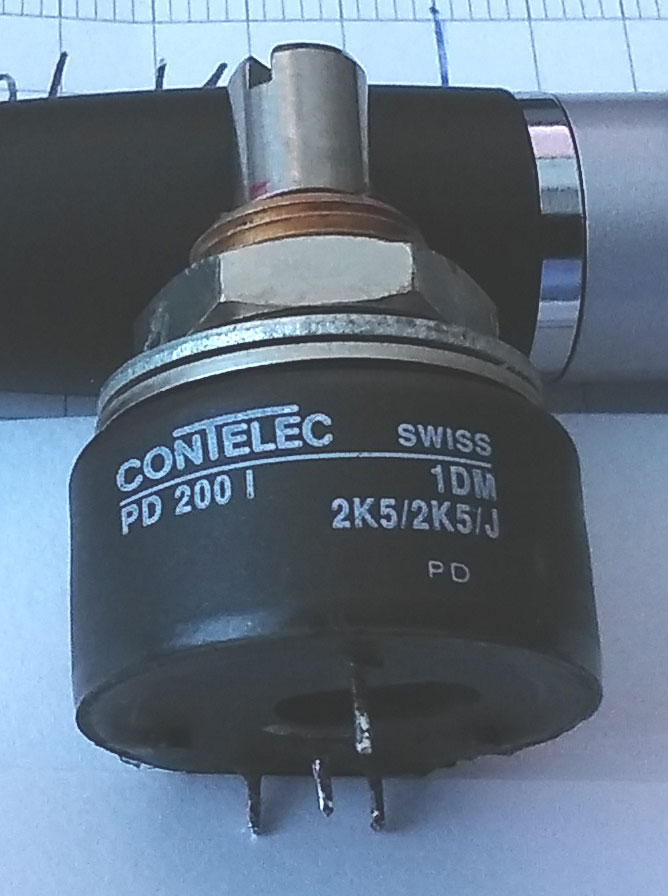 CONTELEC SWISS
PD 200 I 1DM
2K5/2K5/J
PD